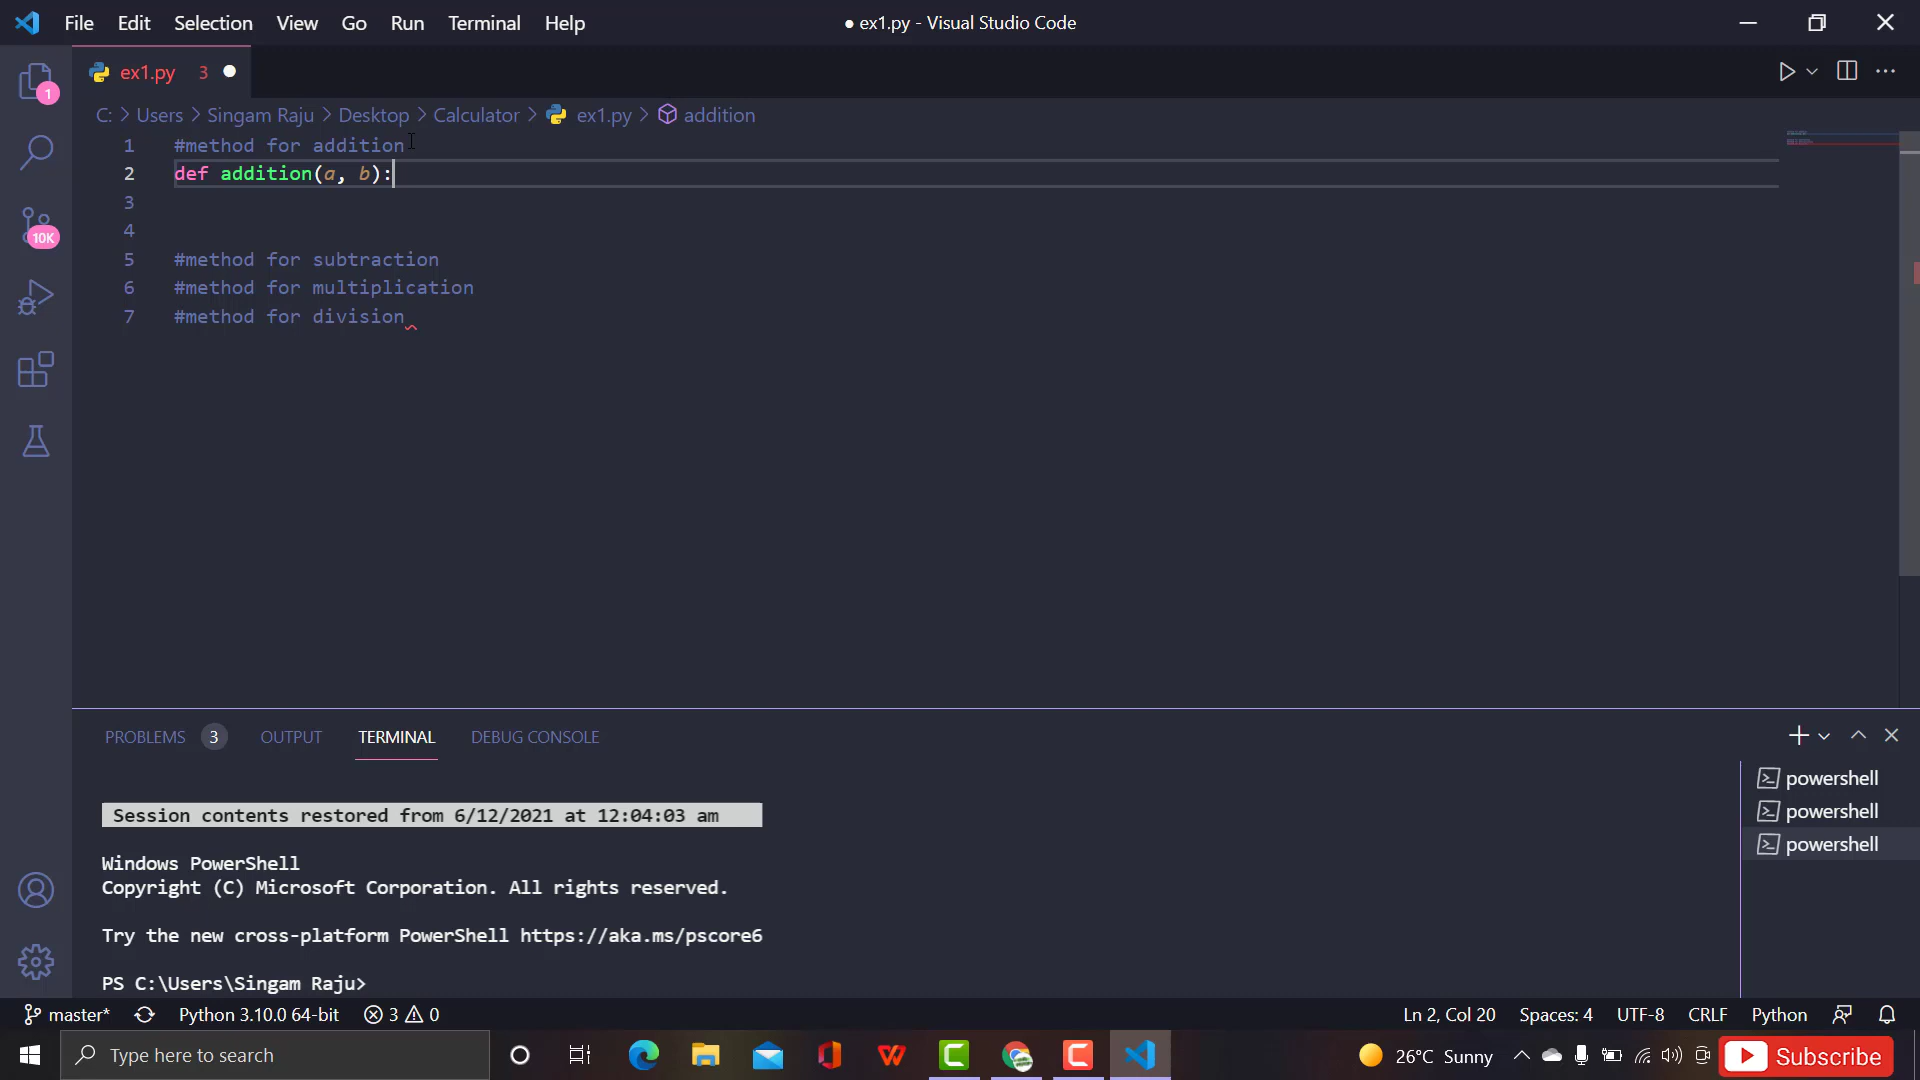 File Edit Selection View Go Run Terminal Help ● ex1.py - Visual Studio Code
ex1.py 3
C: > Users > Singam Raju > Desktop > Calculator > ex1.py > addition
1 #method for addition
2 def addition(a, b):
3
4
5 #method for subtraction
6 #method for multiplication
7 #method for division
1
10K
PROBLEMS 3 OUTPUT TERMINAL DEBUG CONSOLE
Session contents restored from 6/12/2021 at 12:04:03 am
Windows PowerShell
Copyright (C) Microsoft Corporation. All rights reserved.
Try the new cross-platform PowerShell https://aka.ms/pscore6
PS C:\Users\Singam Raju>
powershell
powershell
powershell
master* Python 3.10.0 64-bit 3 0 Ln 2, Col 20 Spaces: 4 UTF-8 CRLF Python
Type here to search 26°C Sunny Subscribe